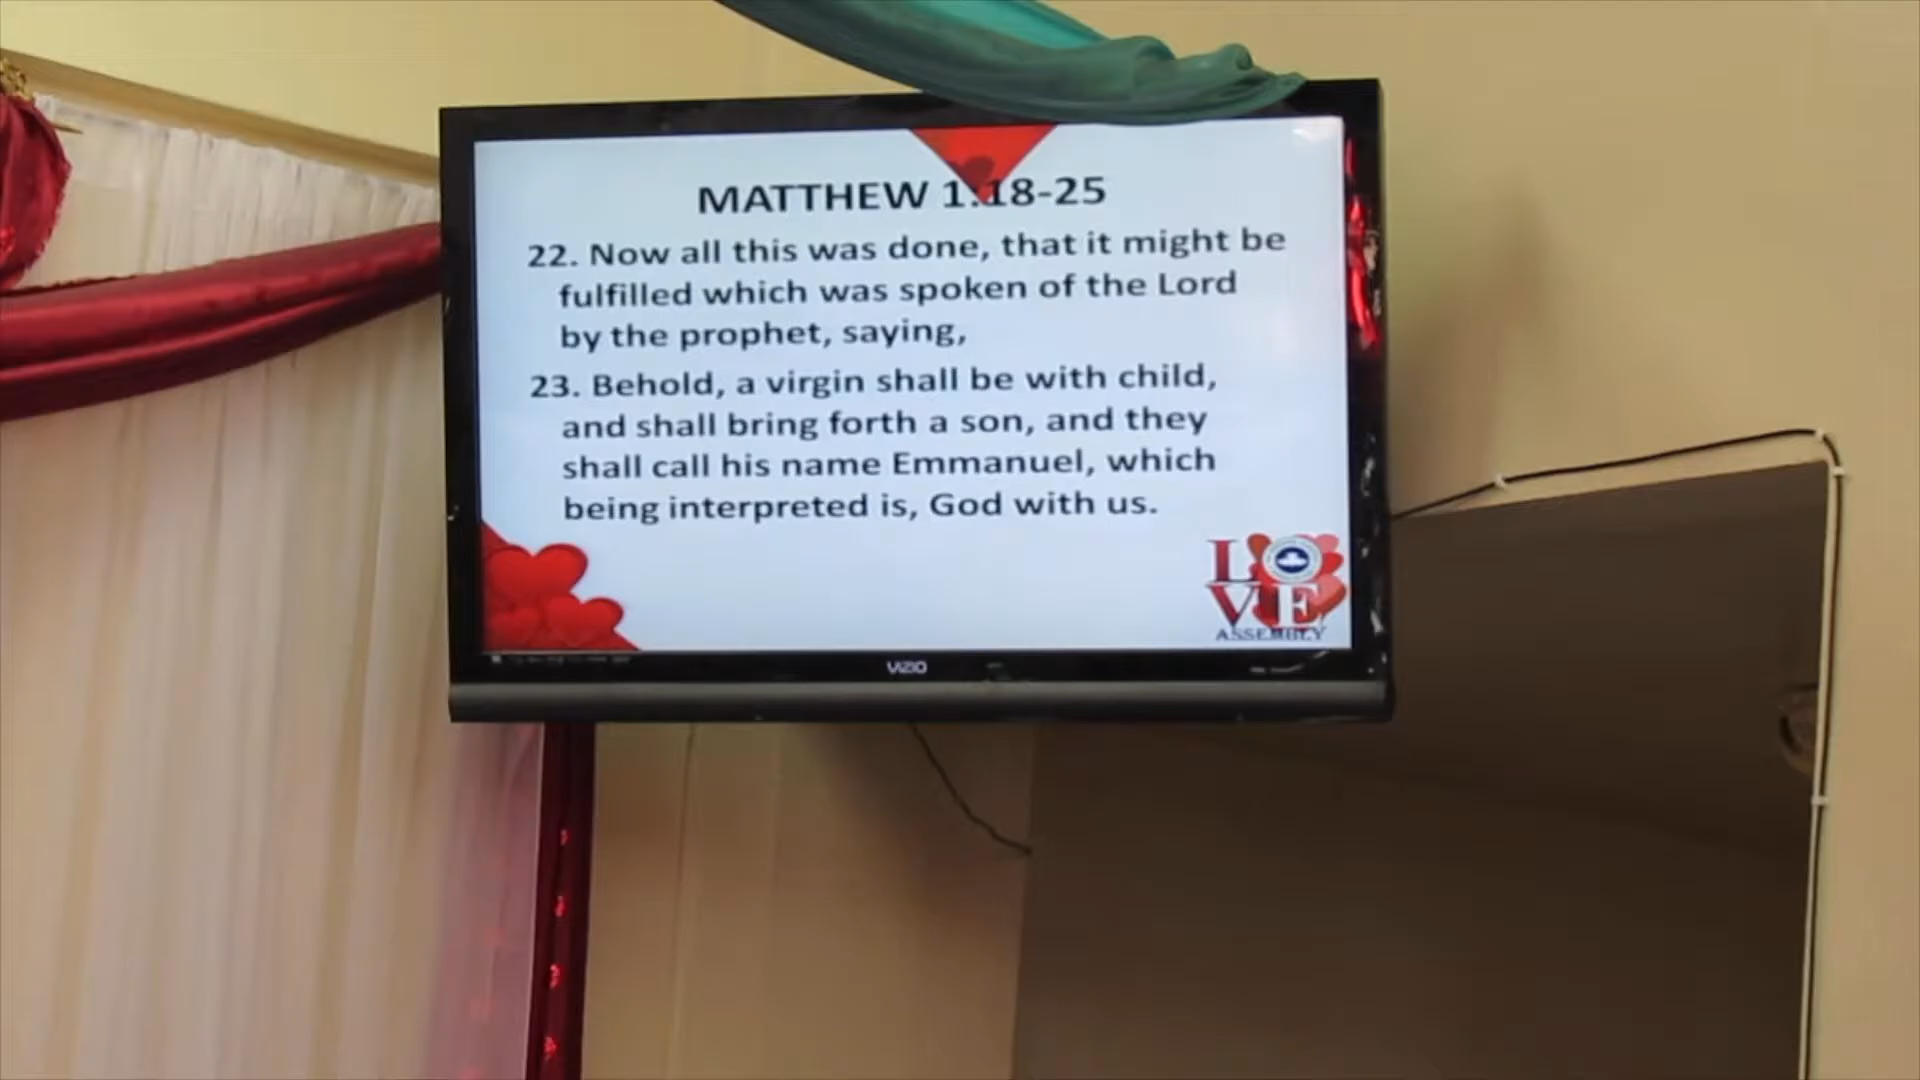 MATTHEW 1:18-25
22. Now all this was done, that it might be
fulfilled which was spoken of the Lord
by the prophet, saying,
23. Behold, a virgin shall be with child,
and shall bring forth a son, and they
shall call his name Emmanuel, which
being interpreted is, God with us.
LOVE
ASSEMBLY
VIZIO